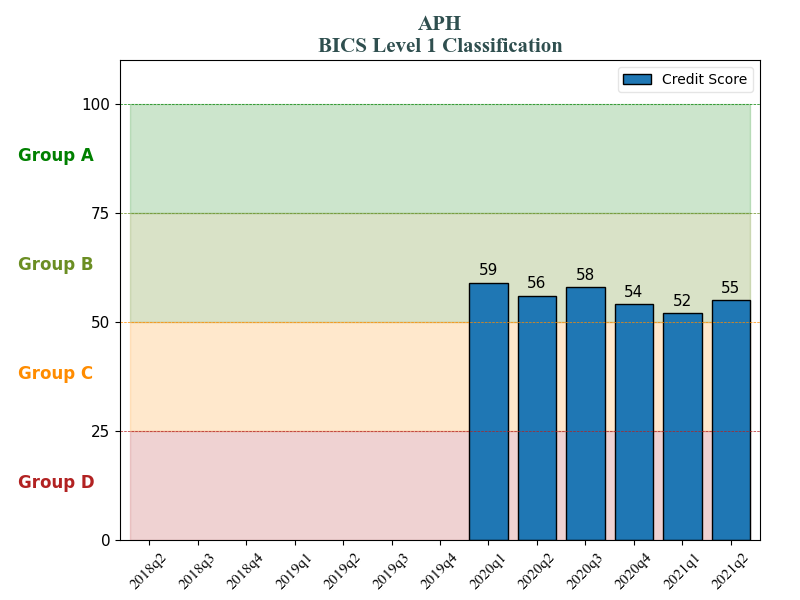 APH
BICS Level 1 Classification
Credit Score
100
Group A
75
Group B
59
56
58
54
52
55
50
Group C
25
Group D
0
2018q2
2018q3
2018q4
2019q1
2019q2
2019q3
2019q4
2020q1
2020q2
2020q3
2020q4
2021q1
2021q2